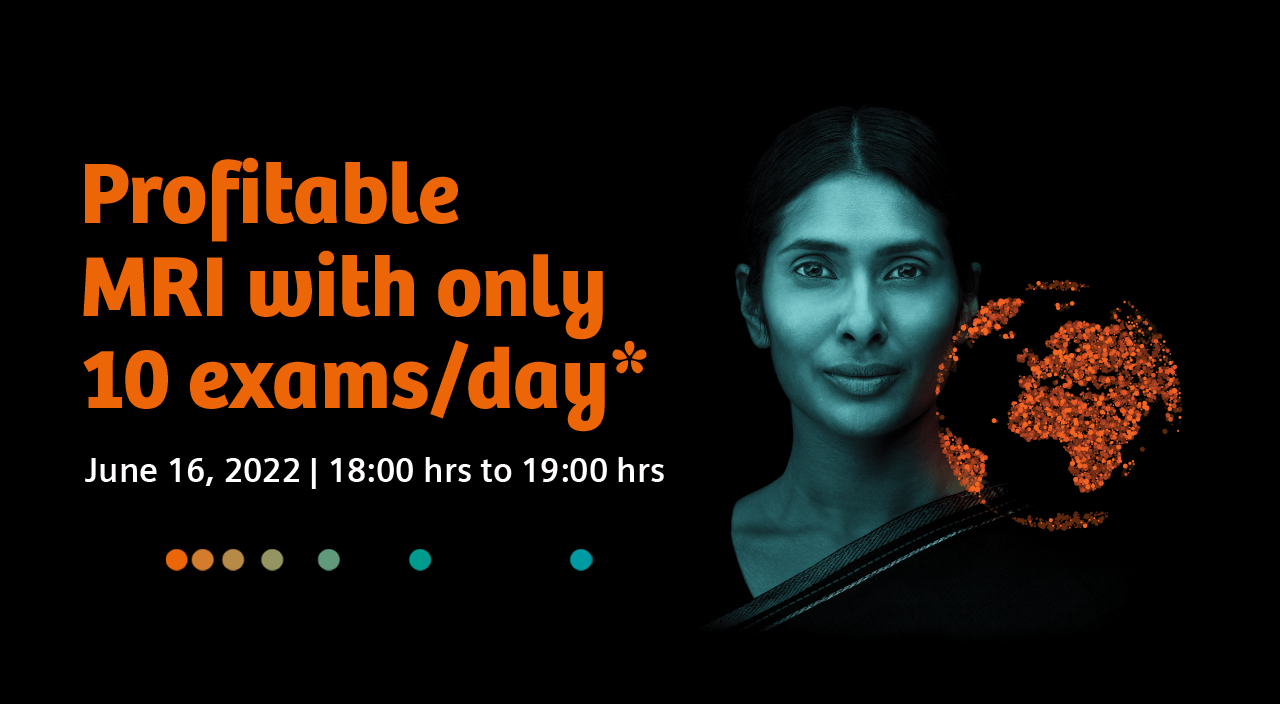 Profitable
MRI with only
10 exams/day*
June 16, 2022 | 18:00 hrs to 19:00 hrs